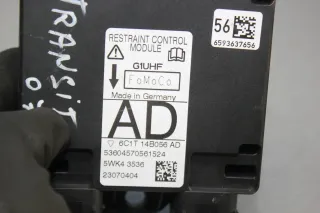 TRANSIT
RESTRAINT CONTROL
MODULE
G1UHF
FoMoCo
Made in Germany
AD
6C1T 14B056 AD
53604570561524
5WK4 3536
23070404
56
6593637656